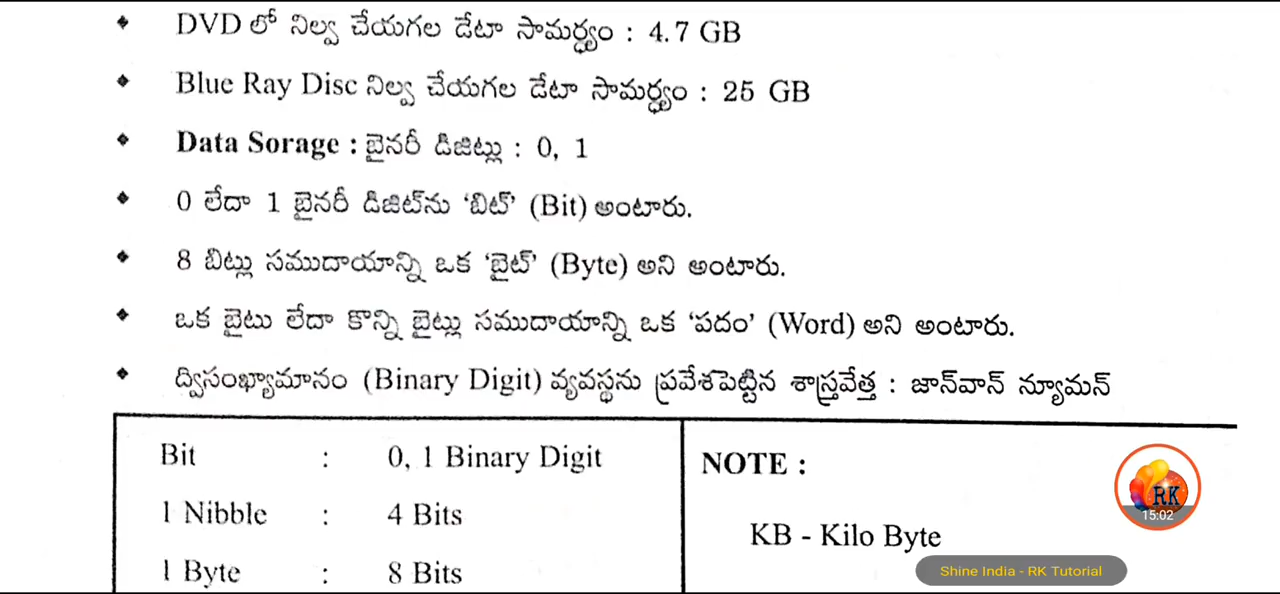 ❖ DVD లో నిల్వ చేయగల డేటా సామర్థ్యం : 4.7 GB
❖ Blue Ray Disc నిల్వ చేయగల డేటా సామర్థ్యం : 25 GB
❖ Data Sorage : బైనరీ డిజిట్లు : 0, 1
❖ 0 లేదా 1 బైనరీ డిజిట్‌ను ‘బిట్’ (Bit) అంటారు.
❖ 8 బిట్లు సముదాయాన్ని ఒక ‘బైట్’ (Byte) అని అంటారు.
❖ ఒక బైటు లేదా కొన్ని బైట్లు సముదాయాన్ని ఒక ‘పదం’ (Word) అని అంటారు.
❖ ద్విసంఖ్యామానం (Binary Digit) వ్యవస్థను ప్రవేశపెట్టిన శాస్త్రవేత్త : జాన్‌వాన్ న్యూమన్
Bit : 0, 1 Binary Digit
1 Nibble : 4 Bits
1 Byte : 8 Bits
NOTE :
KB - Kilo Byte
RK
15:02
Shine India - RK Tutorial